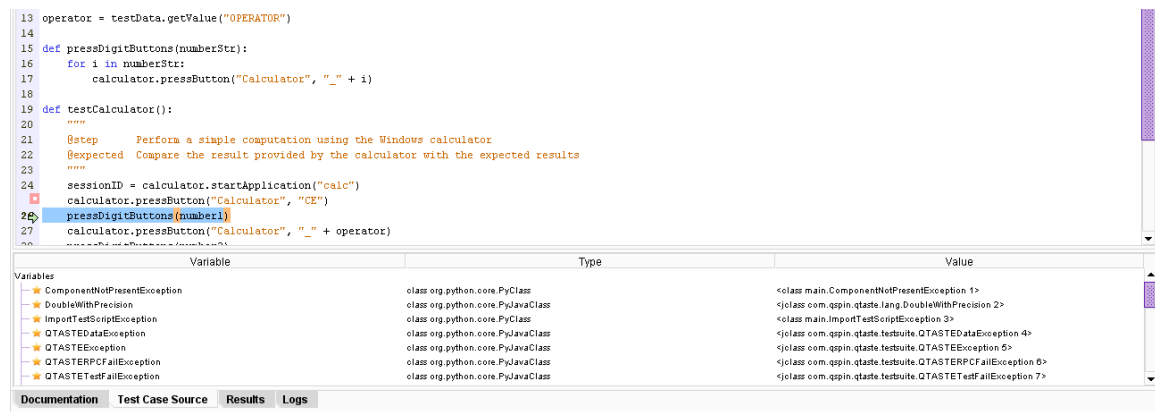 13 operator = testData.getValue("OPERATOR")
14
15 def pressDigitButtons(numberStr):
16     for i in numberStr:
17         calculator.pressButton("Calculator", "_" + i)
18
19 def testCalculator():
20     """
21     @step      Perform a simple computation using the Windows calculator
22     @expected  Compare the result provided by the calculator with the expected results
23     """
24     sessionID = calculator.startApplication("calc")
    calculator.pressButton("Calculator", "CE")
26     pressDigitButtons(number1)
27     calculator.pressButton("Calculator", "_" + operator)
28     pressDigitButtons(number2)
Variable Type Value
Variables
ComponentNotPresentException class org.python.core.PyClass <class main.ComponentNotPresentException 1>
DoubleWithPrecision class org.python.core.PyJavaClass <jclass com.qspin.qtaste.lang.DoubleWithPrecision 2>
ImportTestScriptException class org.python.core.PyClass <class main.ImportTestScriptException 3>
QTASTEDataException class org.python.core.PyJavaClass <jclass com.qspin.qtaste.testsuite.QTASTEDataException 4>
QTASTEException class org.python.core.PyJavaClass <jclass com.qspin.qtaste.testsuite.QTASTEException 5>
QTASTERPCFailException class org.python.core.PyJavaClass <jclass com.qspin.qtaste.testsuite.QTASTERPCFailException 6>
QTASTETestFailException class org.python.core.PyJavaClass <jclass com.qspin.qtaste.testsuite.QTASTETestFailException 7>
Documentation Test Case Source Results Logs